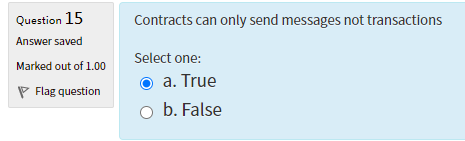 Question 15
Answer saved
Marked out of 1.00
Flag question
Contracts can only send messages not transactions
Select one:
a. True
b. False